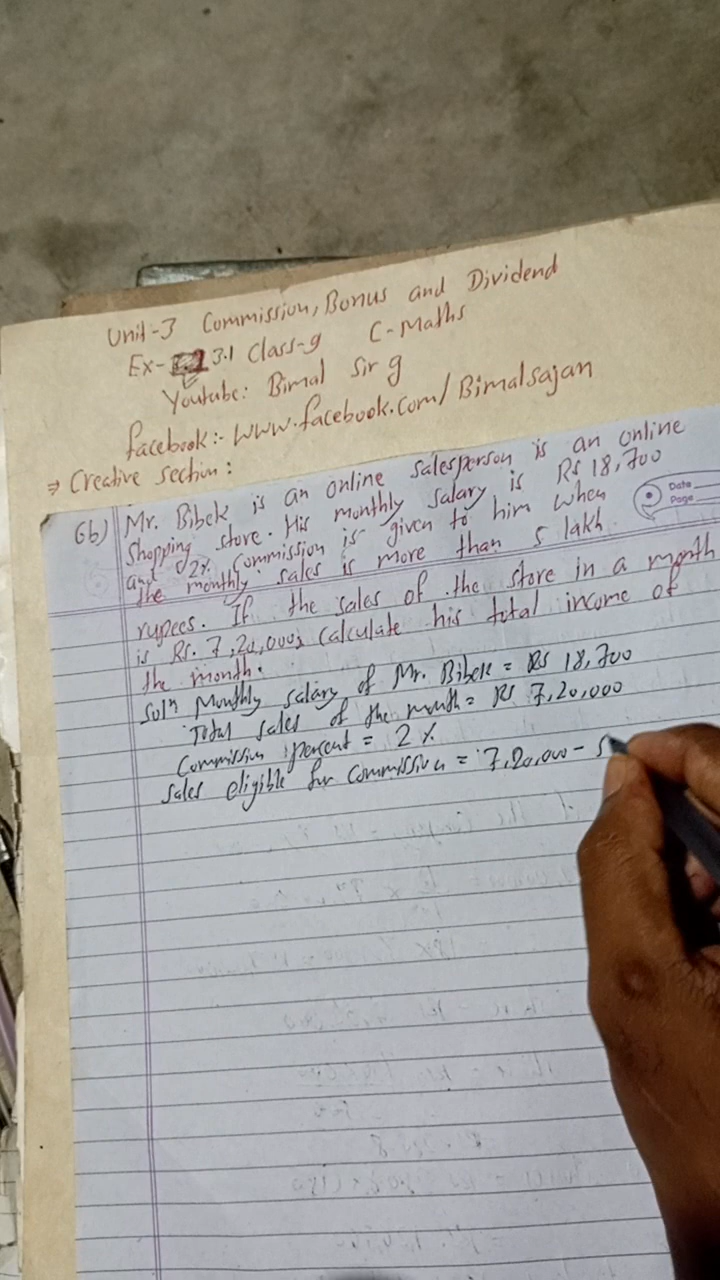 Unit-3 Commission, Bonus and Dividend
Ex- 3.1 Class-9 C-Maths
Youtube: Bimal Sir g
facebook:- www.facebook.com/Bimalsajan
⇒ Creative section:
6b) Mr. Bibek is an online salesperson is an online
shopping store. His monthly salary is Rs 18,700
and 2% commission is given to him when
the monthly sales is more than 5 lakh
Date
Page
rupees. If the sales of the store in a month
is Rs. 7,20,000, calculate his total income of
the month.
Solⁿ Monthly salary of Mr. Bibek = Rs 18,700
Total sales of the month = Rs 7,20,000
Commission percent = 2%
Sales eligible for commission = 7,20,000 - 5